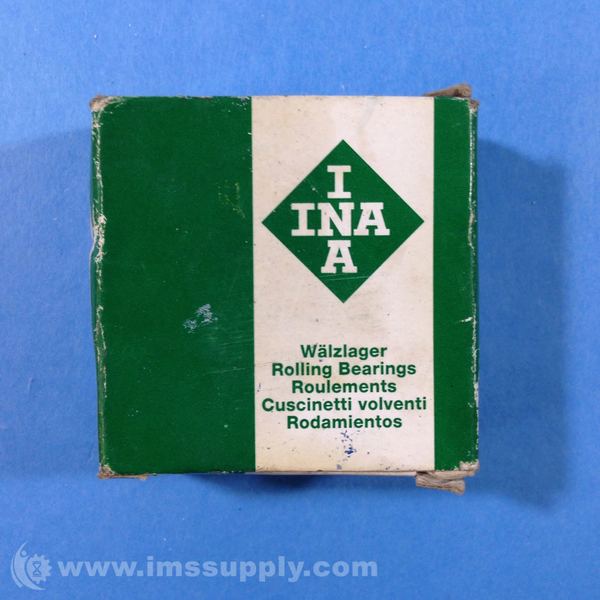 I
INA
A
Wälzlager
Rolling Bearings
Roulements
Cuscinetti volventi
Rodamientos
www.imssupply.com